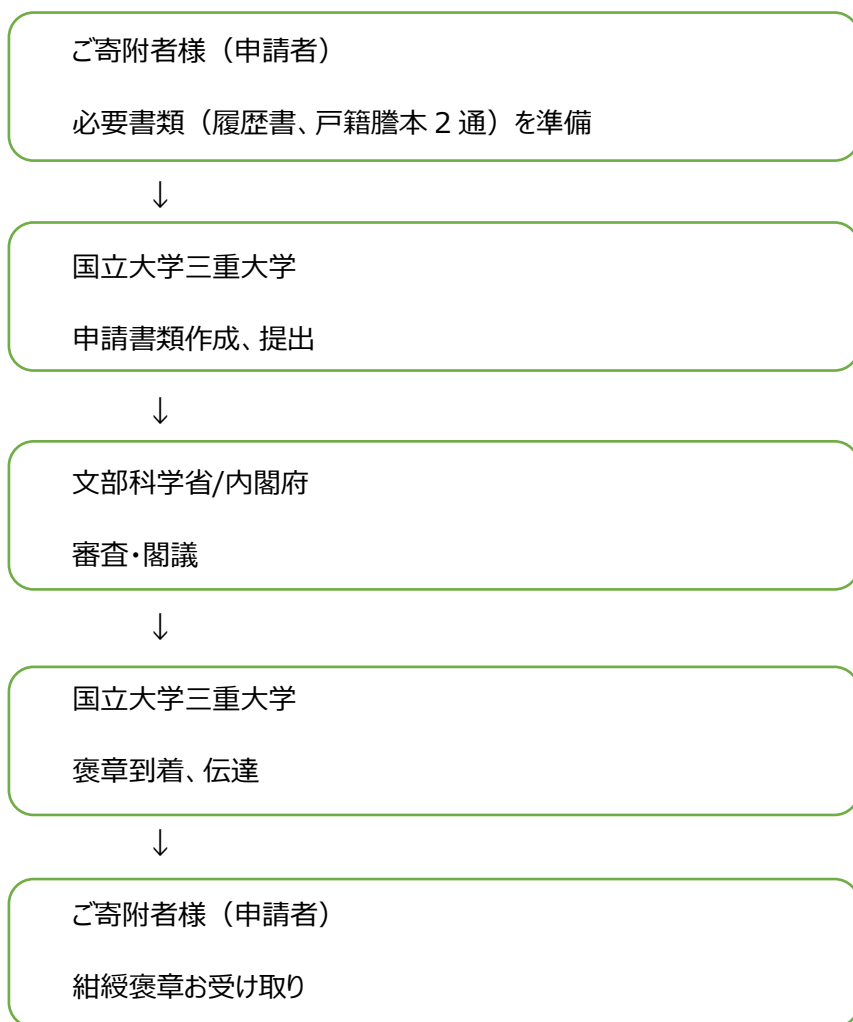 ご寄附者様（申請者）
必要書類（履歴書、戸籍謄本 2 通）を準備
↓
国立大学三重大学
申請書類作成、提出
↓
文部科学省/内閣府
審査・閣議
↓
国立大学三重大学
褒章到着、伝達
↓
ご寄附者様（申請者）
紺綬褒章お受け取り